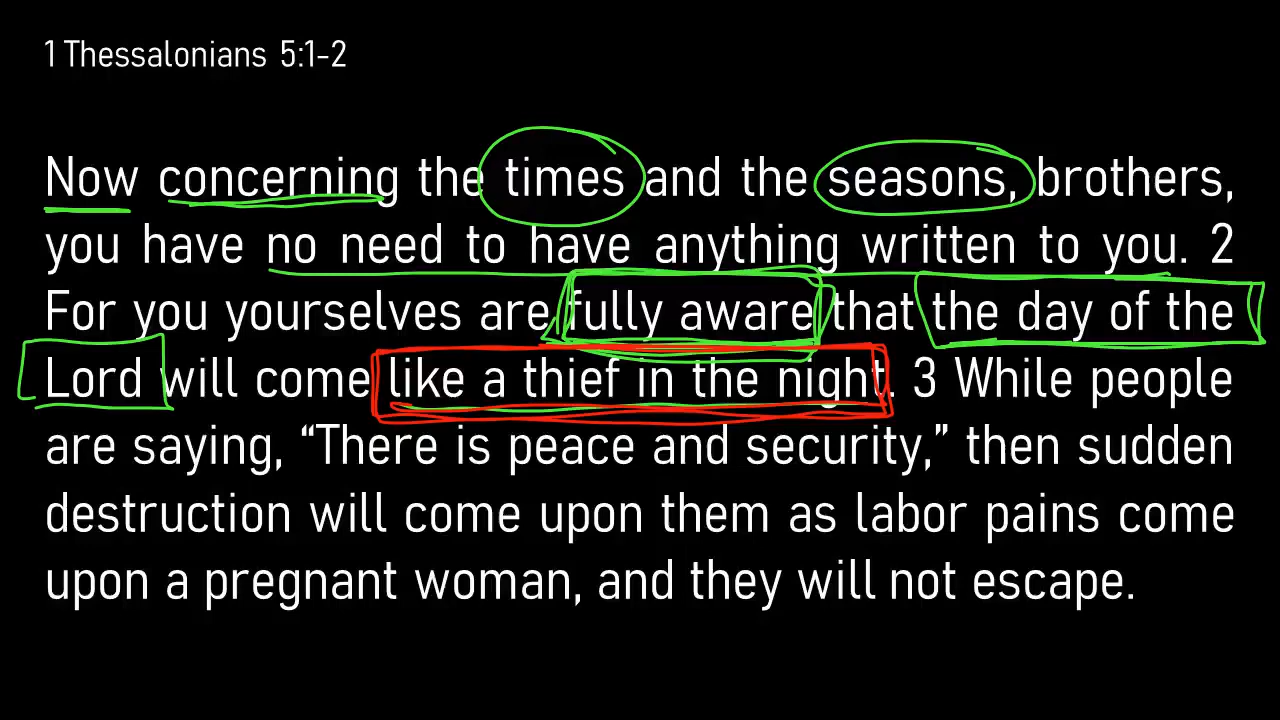 1 Thessalonians 5:1-2
Now concerning the times and the seasons, brothers,
you have no need to have anything written to you. 2
For you yourselves are fully aware that the day of the
Lord will come like a thief in the night. 3 While people
are saying, “There is peace and security,” then sudden
destruction will come upon them as labor pains come
upon a pregnant woman, and they will not escape.